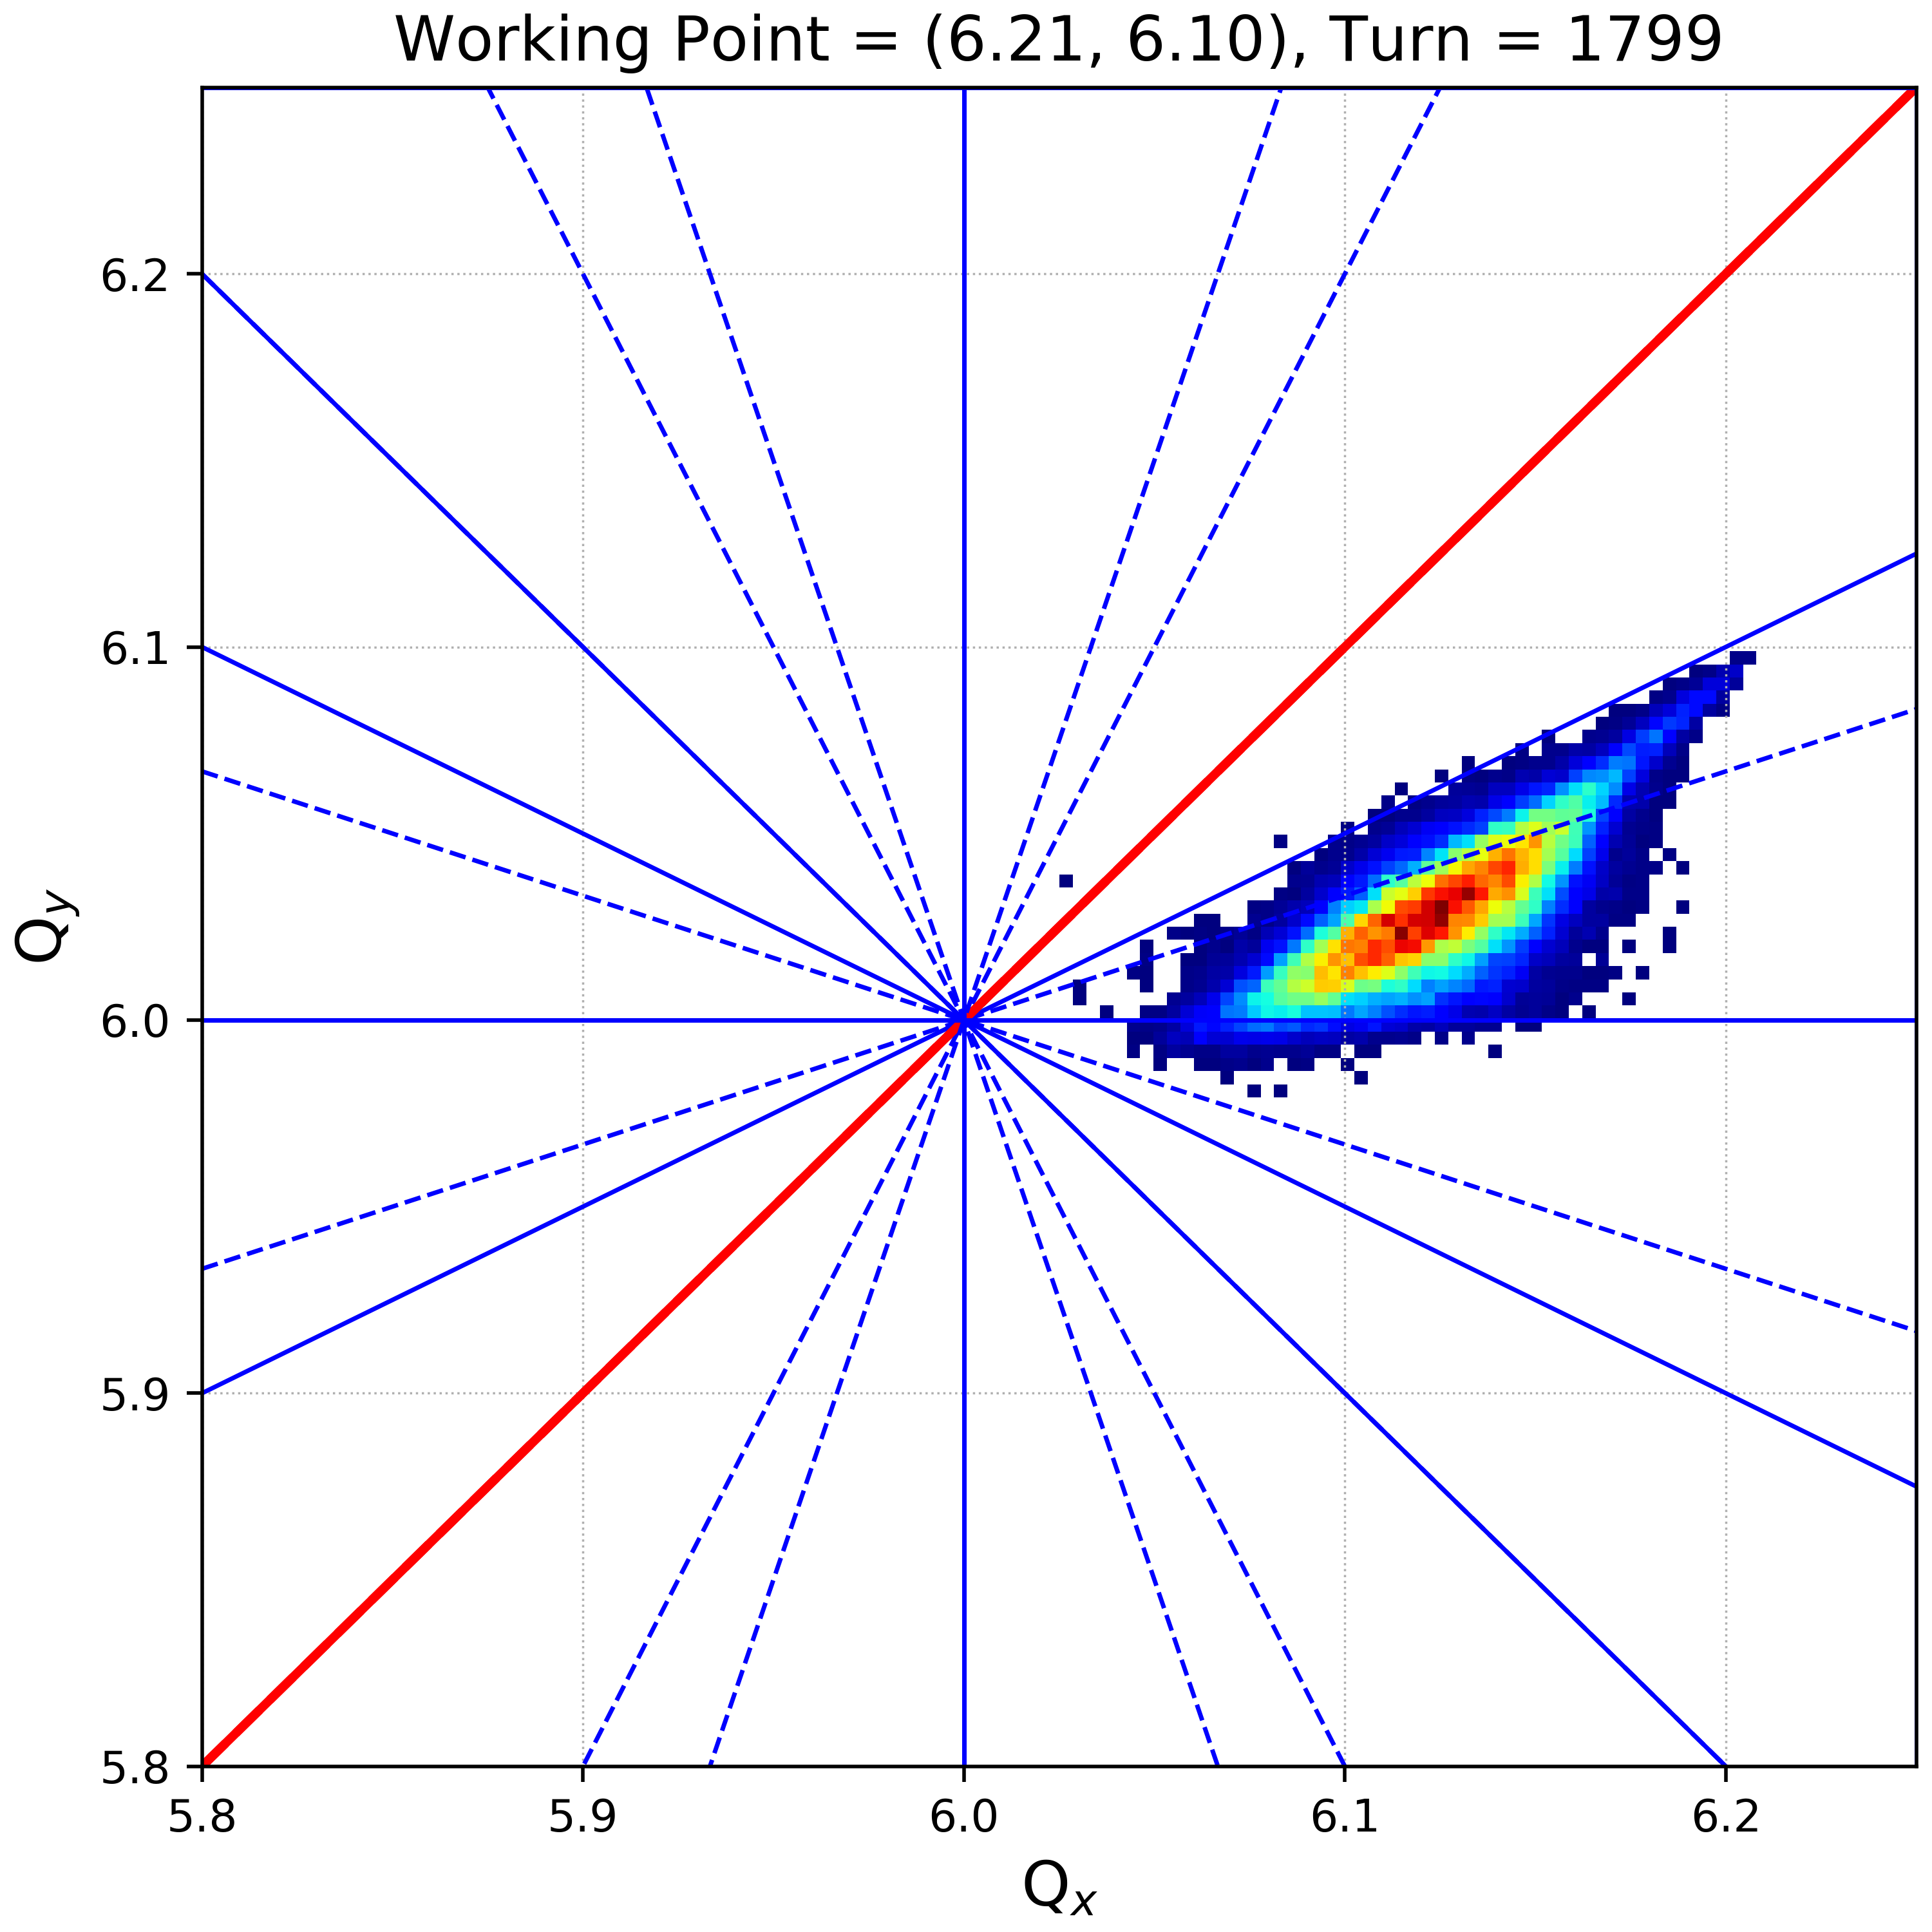 Working Point = (6.21, 6.10), Turn = 1799
6.2
6.1
6.0
5.9
5.8
Qy
5.8 5.9 6.0 6.1 6.2
Qx